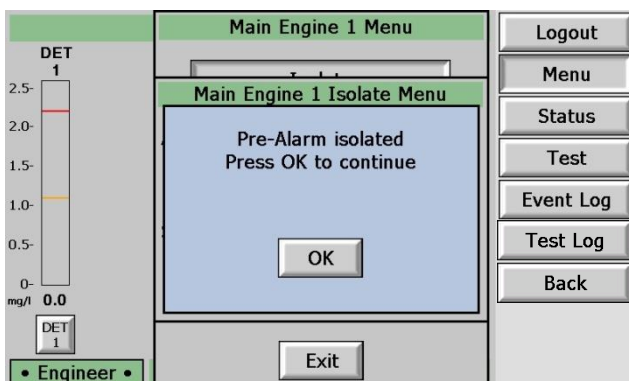 Main Engine 1 Menu
DET
1
2.5-
2.0-
1.5-
1.0-
0.5-
0-
mg/l 0.0
DET
1
• Engineer •
Main Engine 1 Isolate Menu
Pre-Alarm isolated
Press OK to continue
OK
Exit
Logout
Menu
Status
Test
Event Log
Test Log
Back